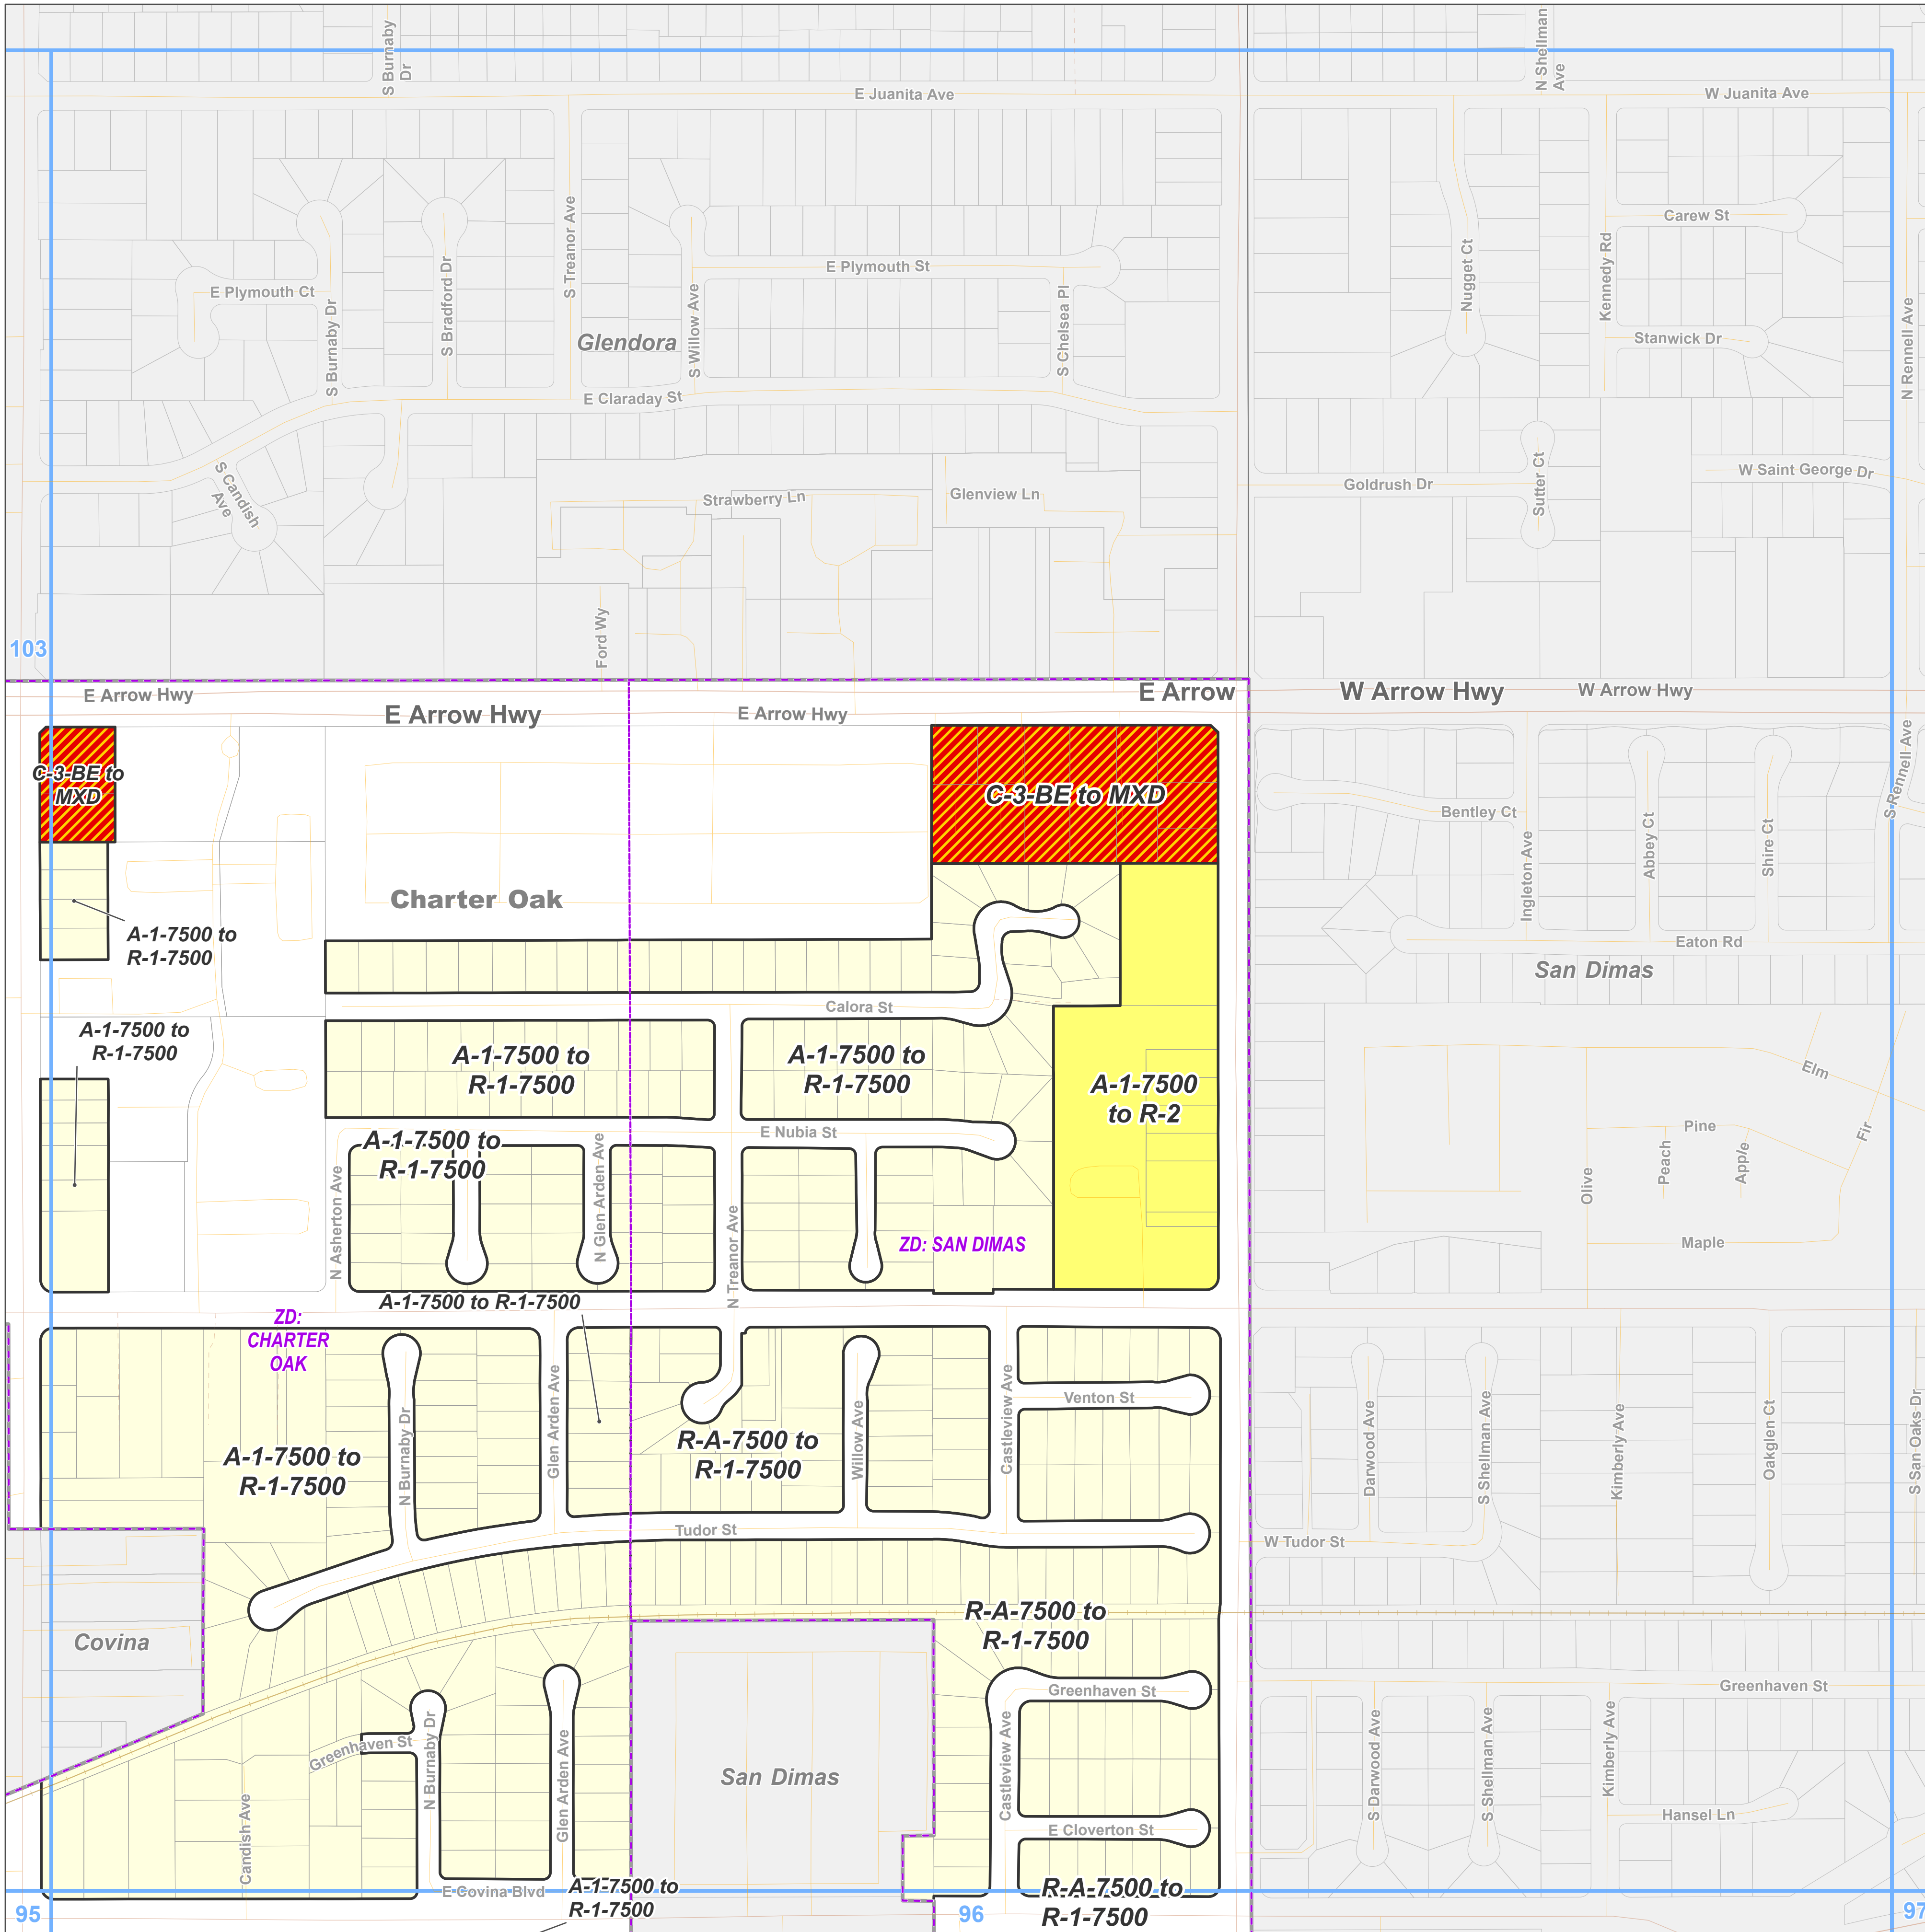 S Burnaby
Dr
N Shellman
Ave
E Juanita Ave
W Juanita Ave
S Treanor Ave
Carew St
Kennedy Rd
Nugget Ct
E Plymouth St
E Plymouth Ct
S Burnaby Dr
S Bradford Dr
S Willow Ave
S Chelsea Pl
Glendora
Stanwick Dr
N Rennell Ave
E Claraday St
S Candish
Ave
Strawberry Ln
Glenview Ln
Goldrush Dr
Sutter Ct
W Saint George Dr
Ford Wy
103
E Arrow Hwy
E Arrow Hwy
E Arrow Hwy
E Arrow
W Arrow Hwy
W Arrow Hwy
C-3-BE to
MXD
C-3-BE to MXD
Bentley Ct
S Rennell Ave
Ingleton Ave
Abbey Ct
Shire Ct
Charter Oak
A-1-7500 to
R-1-7500
Eaton Rd
San Dimas
Calora St
A-1-7500 to
R-1-7500
A-1-7500 to
R-1-7500
A-1-7500 to
R-1-7500
A-1-7500
to R-2
Elm
Pine
Fir
Peach
Apple
Olive
Maple
E Nubia St
A-1-7500 to
R-1-7500
N Asherton Ave
N Glen Arden Ave
N Treanor Ave
ZD: SAN DIMAS
A-1-7500 to R-1-7500
ZD:
CHARTER
OAK
Venton St
A-1-7500 to
R-1-7500
N Burnaby Dr
Glen Arden Ave
R-A-7500 to
R-1-7500
Willow Ave
Castleview Ave
Darwood Ave
S Shellman Ave
Kimberly Ave
Oakglen Ct
S San Oaks Dr
Tudor St
W Tudor St
Covina
R-A-7500 to
R-1-7500
Greenhaven St
Greenhaven St
Greenhaven St
N Burnaby Dr
Glen Arden Ave
Candish Ave
San Dimas
Castleview Ave
E Cloverton St
S Darwood Ave
S Shellman Ave
Kimberly Ave
Hansel Ln
E Covina Blvd
A-1-7500 to
R-1-7500
R-A-7500 to
R-1-7500
95
96
97